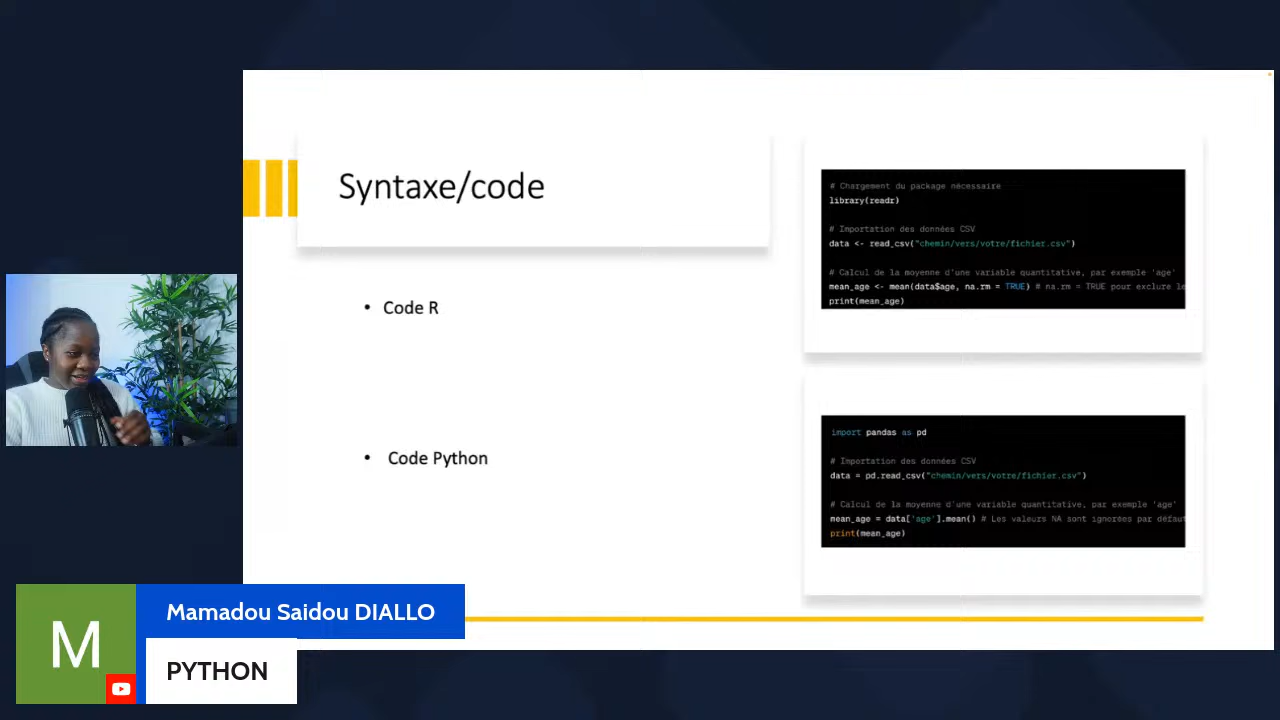 Syntaxe/code
• Code R
# Chargement du package nécessaire
library(readr)
# Importation des données CSV
data <- read_csv("chemin/vers/votre/fichier.csv")
# Calcul de la moyenne d'une variable quantitative, par exemple 'age'
mean_age <- mean(data$age, na.rm = TRUE) # na.rm = TRUE pour exclure le
print(mean_age)
• Code Python
import pandas as pd
# Importation des données CSV
data = pd.read_csv("chemin/vers/votre/fichier.csv")
# Calcul de la moyenne d'une variable quantitative, par exemple 'age'
mean_age = data['age'].mean() # Les valeurs NA sont ignorées par défau
print(mean_age)
M
Mamadou Saidou DIALLO
PYTHON